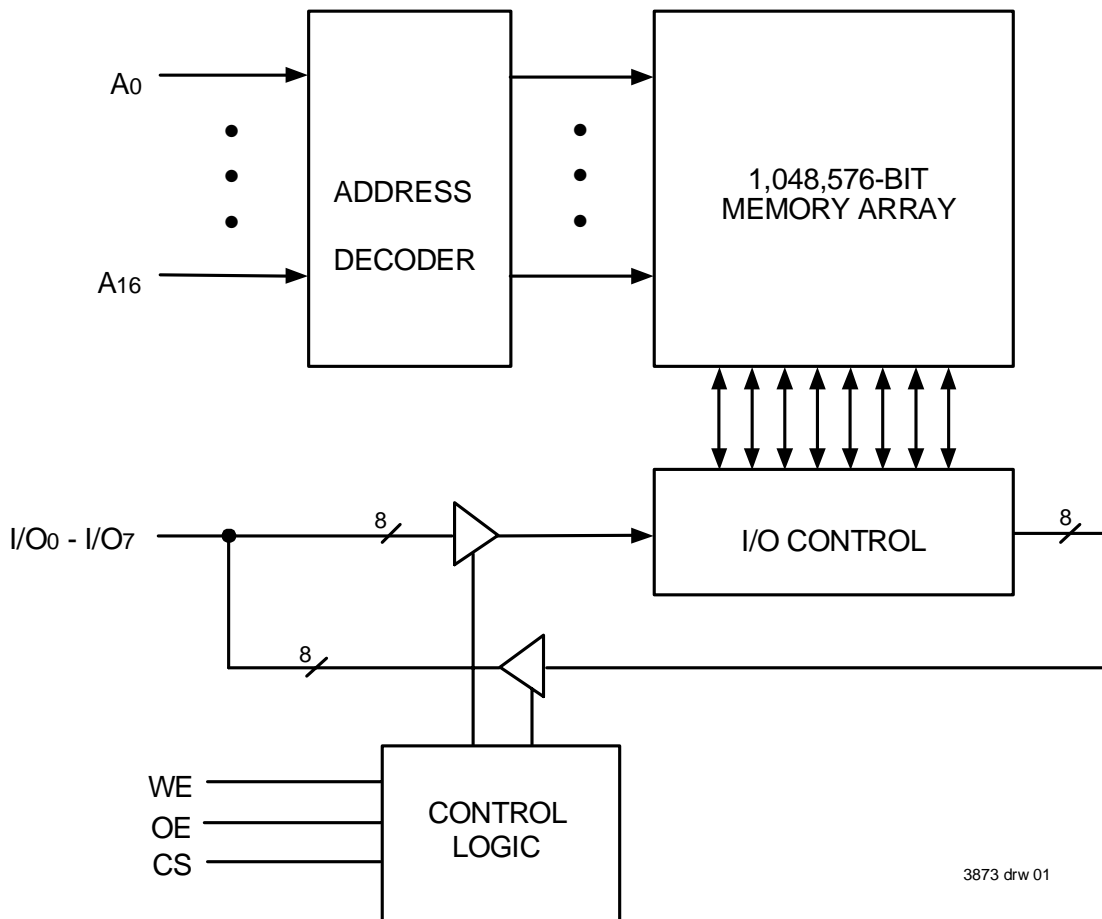 A0
A16
ADDRESS
DECODER
1,048,576-BIT
MEMORY ARRAY
I/O0 - I/O7
8
I/O CONTROL
8
8
WE
OE
CS
CONTROL
LOGIC
3873 drw 01